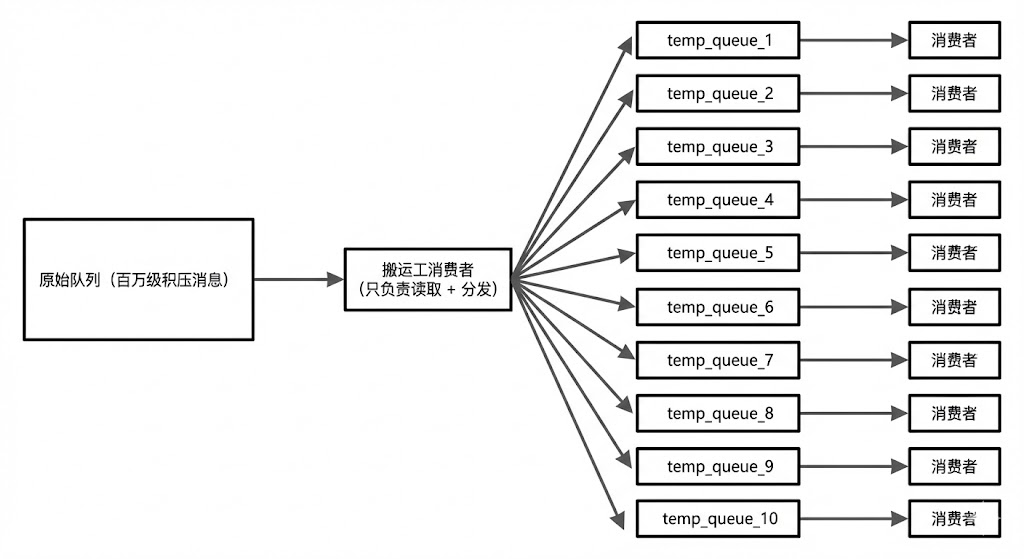 原始队列（百万级积压消息）
搬运工消费者
（只负责读取 + 分发）
temp_queue_1
消费者
temp_queue_2
消费者
temp_queue_3
消费者
temp_queue_4
消费者
temp_queue_5
消费者
temp_queue_6
消费者
temp_queue_7
消费者
temp_queue_8
消费者
temp_queue_9
消费者
temp_queue_10
消费者